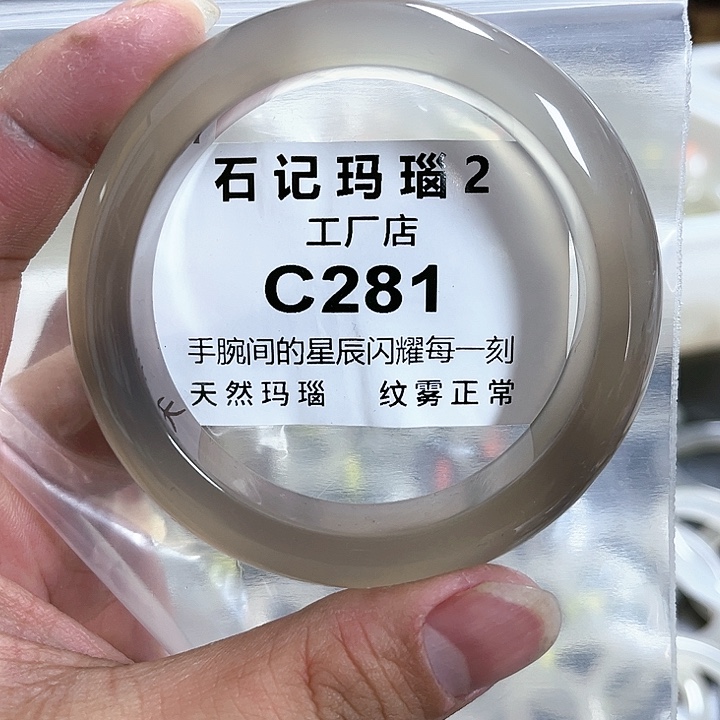 石记玛瑙2
工厂店
C281
手腕间的星辰闪耀每一刻
天然玛瑙 纹雾正常